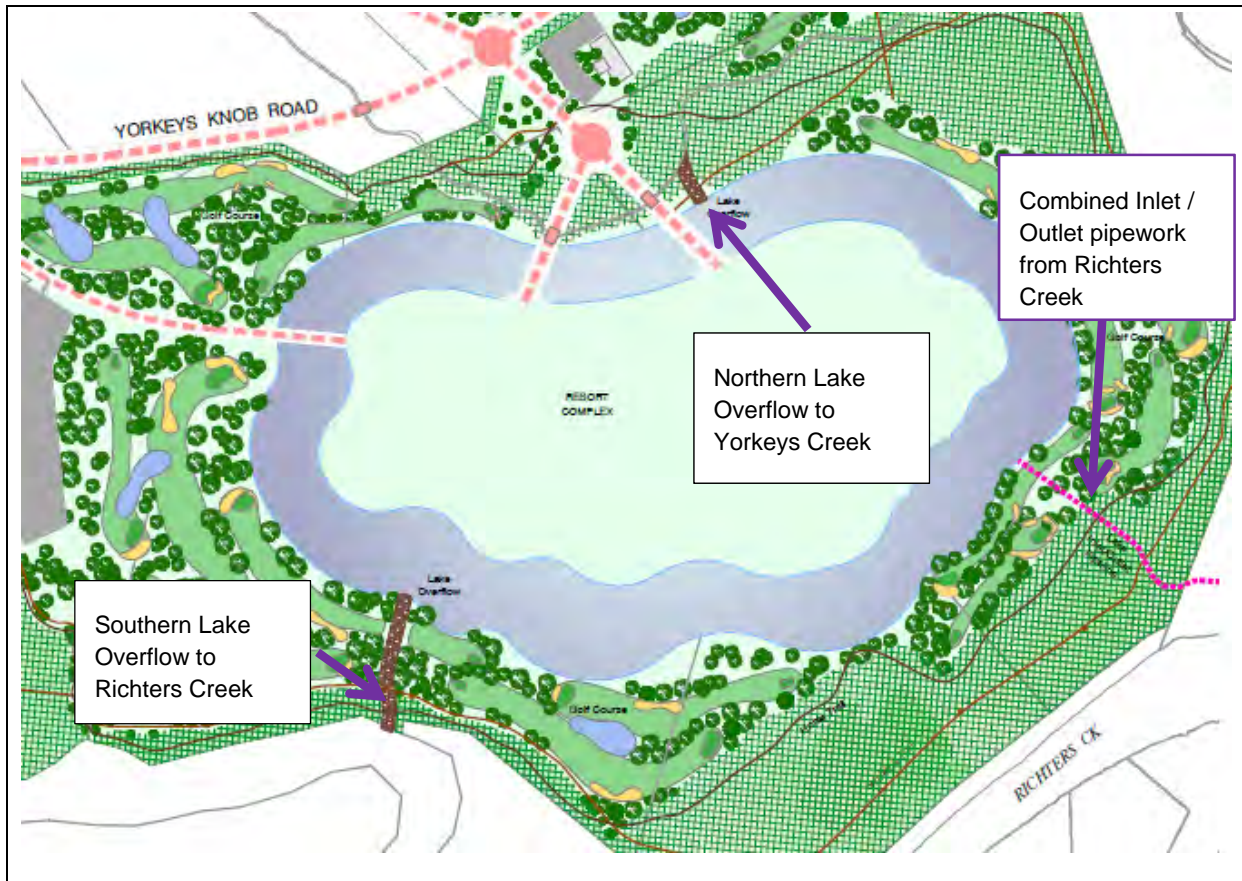 YORKEYS KNOB ROAD
Golf Course
Lake
Overflow
Combined Inlet /
Outlet pipework
from Richters
Creek
Golf Course
Northern Lake
Overflow to
Yorkeys Creek
RESORT
COMPLEX
Lake
Overflow
Southern Lake
Overflow to
Richters Creek
Golf Course
RICHTERS CK